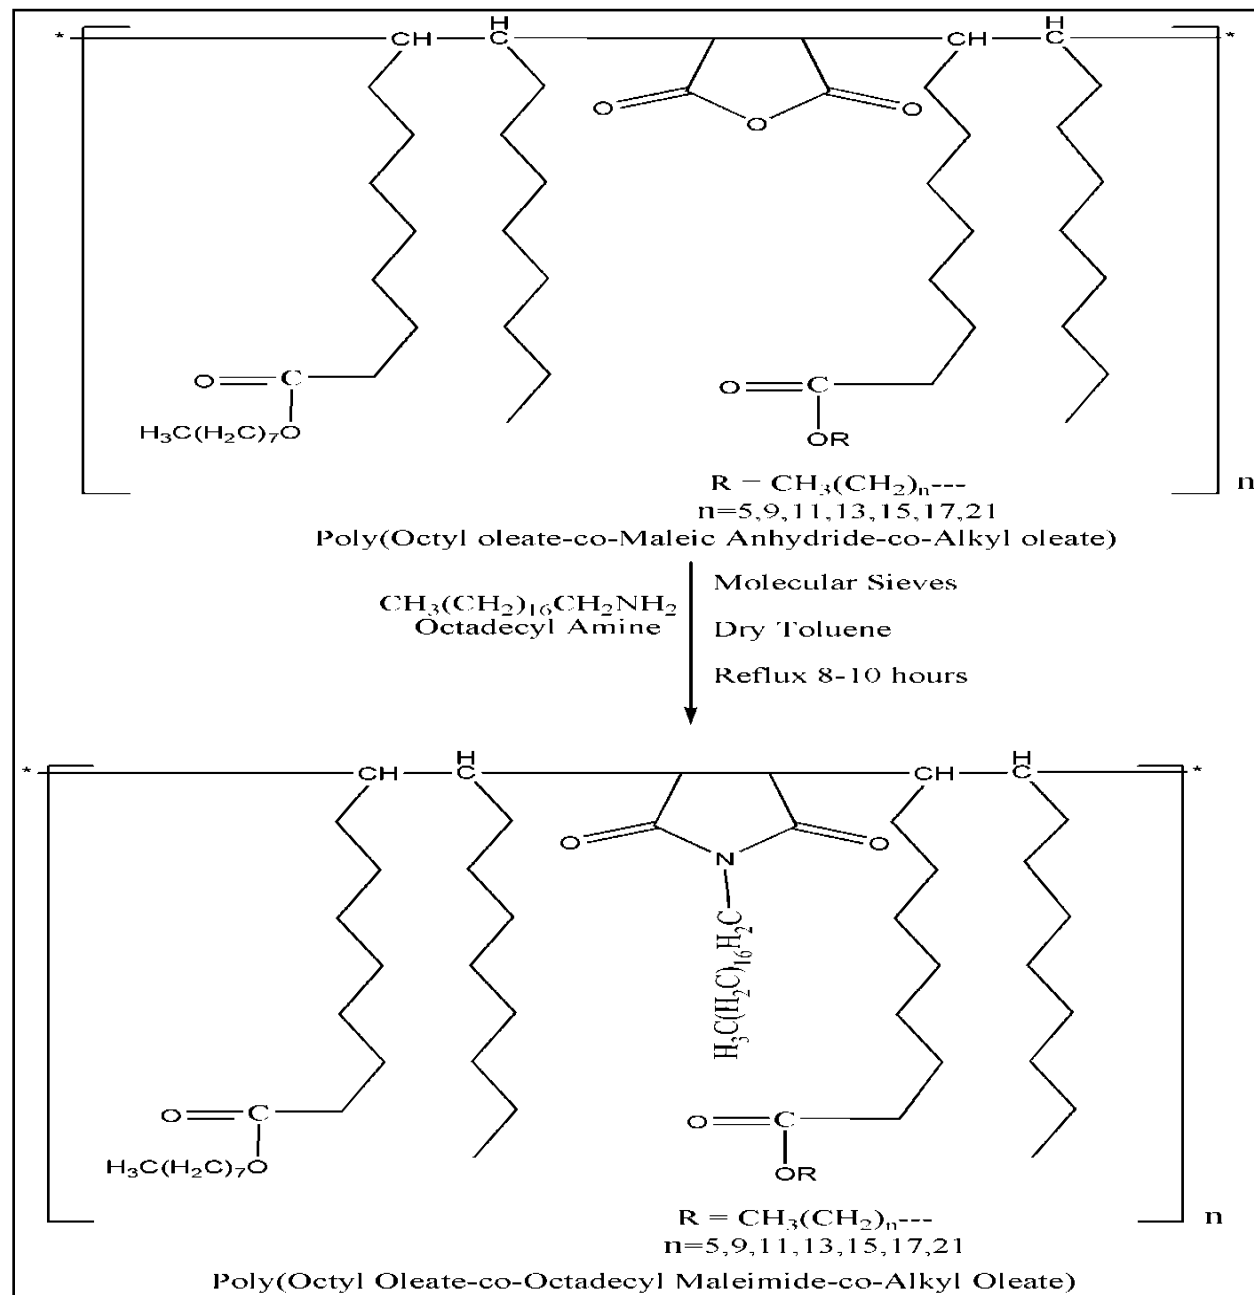 * CH H C CH H C *
O O O
O C O C
H₃C(H₂C)₇O OR
n
R = CH₃(CH₂)ₙ---
n=5,9,11,13,15,17,21
Poly(Octyl oleate-co-Maleic Anhydride-co-Alkyl oleate)
Molecular Sieves
CH₃(CH₂)₁₆CH₂NH₂
Octadecyl Amine
Dry Toluene
Reflux 8-10 hours
* CH H C CH H C *
O N O
H₃C(H₂C)₁₆H₂C
O C O C
H₃C(H₂C)₇O OR
n
R = CH₃(CH₂)ₙ---
n=5,9,11,13,15,17,21
Poly(Octyl Oleate-co-Octadecyl Maleimide-co-Alkyl Oleate)